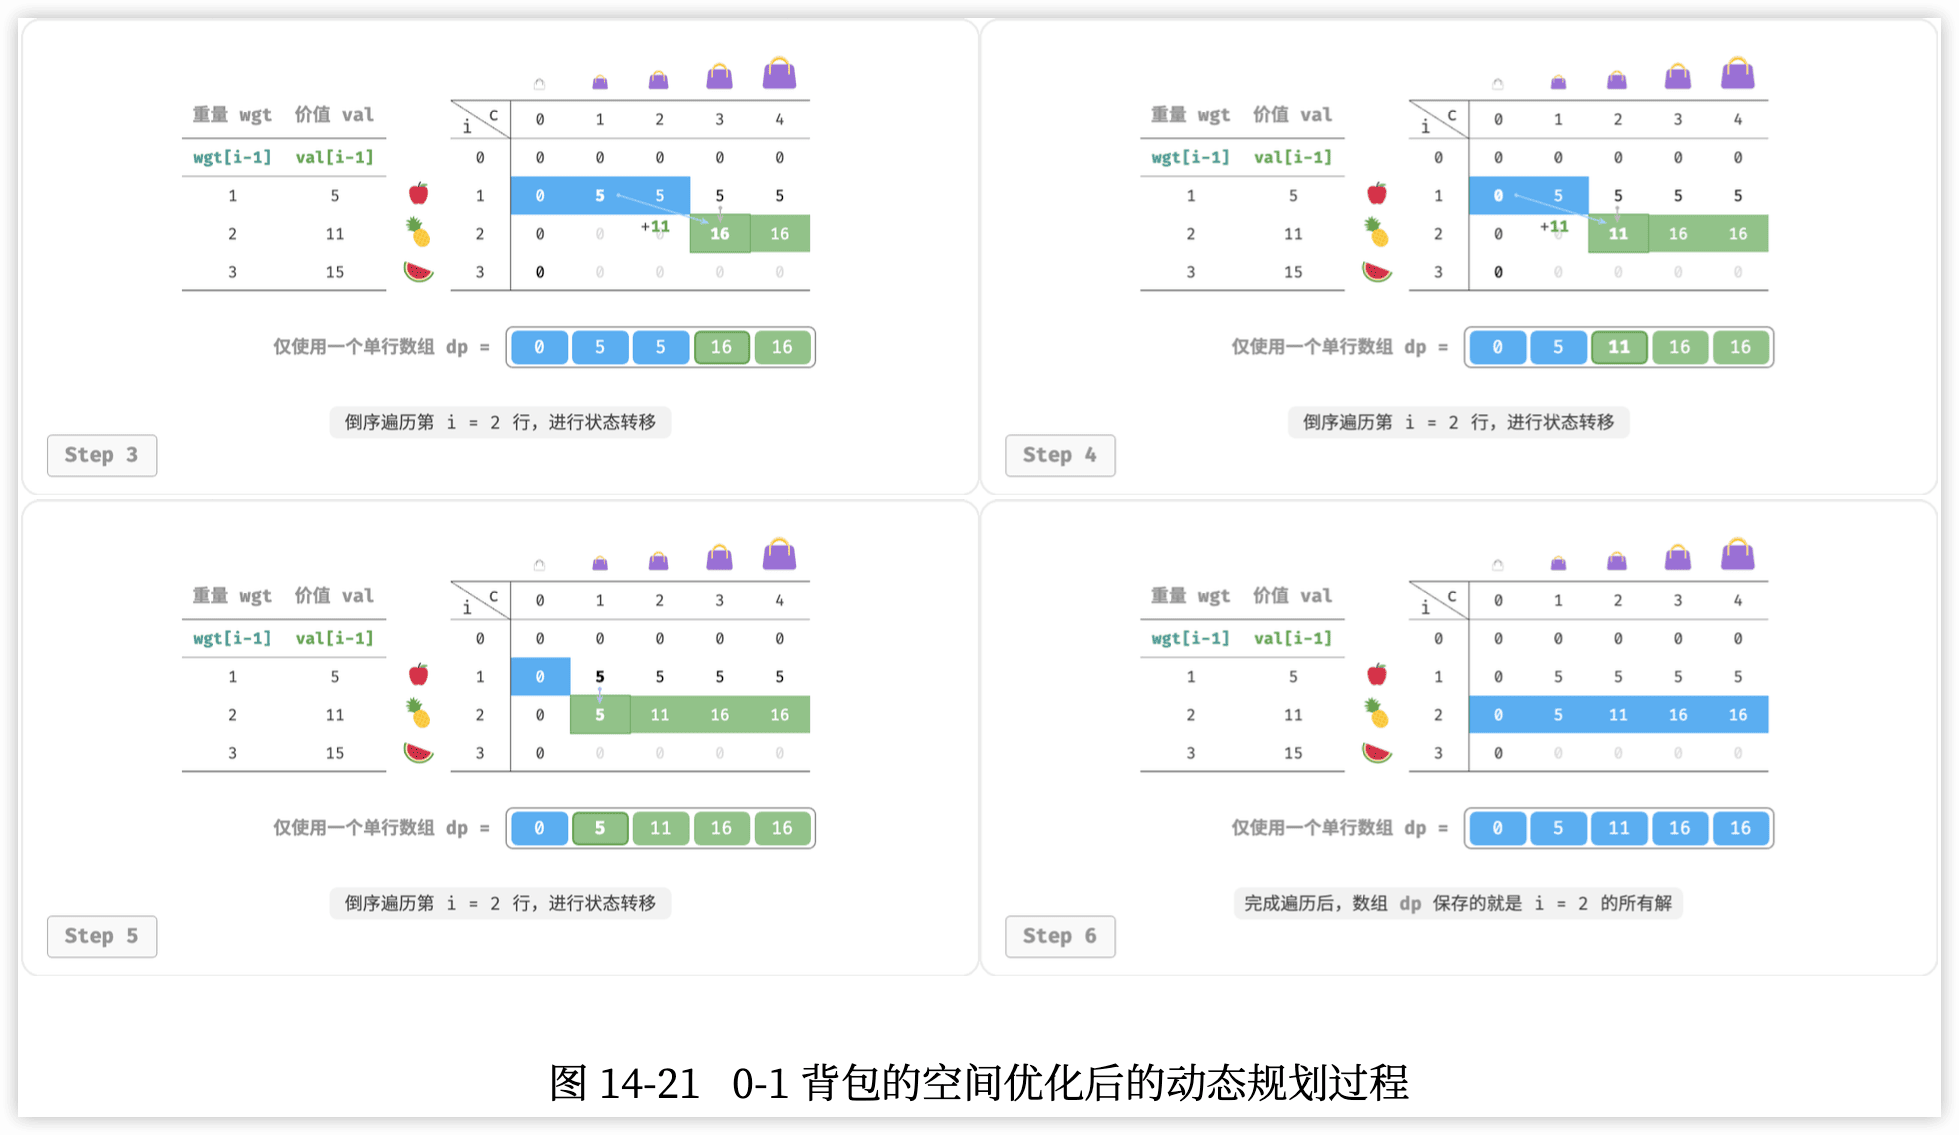 重量 wgt 价值 val
wgt[i-1] val[i-1]
1 5
2 11
3 15
i c 0 1 2 3 4
0 0 0 0 0 0
1 0 5 5 5 5
+11
2 0 0 0 16 16
3 0 0 0 0 0
仅使用一个单行数组 dp = 0 5 5 16 16
倒序遍历第 i = 2 行，进行状态转移
Step 3
重量 wgt 价值 val
wgt[i-1] val[i-1]
1 5
2 11
3 15
i c 0 1 2 3 4
0 0 0 0 0 0
1 0 5 5 5 5
+11
2 0 0 11 16 16
3 0 0 0 0 0
仅使用一个单行数组 dp = 0 5 11 16 16
倒序遍历第 i = 2 行，进行状态转移
Step 4
重量 wgt 价值 val
wgt[i-1] val[i-1]
1 5
2 11
3 15
i c 0 1 2 3 4
0 0 0 0 0 0
1 0 5 5 5 5
2 0 5 11 16 16
3 0 0 0 0 0
仅使用一个单行数组 dp = 0 5 11 16 16
倒序遍历第 i = 2 行，进行状态转移
Step 5
重量 wgt 价值 val
wgt[i-1] val[i-1]
1 5
2 11
3 15
i c 0 1 2 3 4
0 0 0 0 0 0
1 0 5 5 5 5
2 0 5 11 16 16
3 0 0 0 0 0
仅使用一个单行数组 dp = 0 5 11 16 16
完成遍历后，数组 dp 保存的就是 i = 2 的所有解
Step 6
图 14-21 0-1 背包的空间优化后的动态规划过程